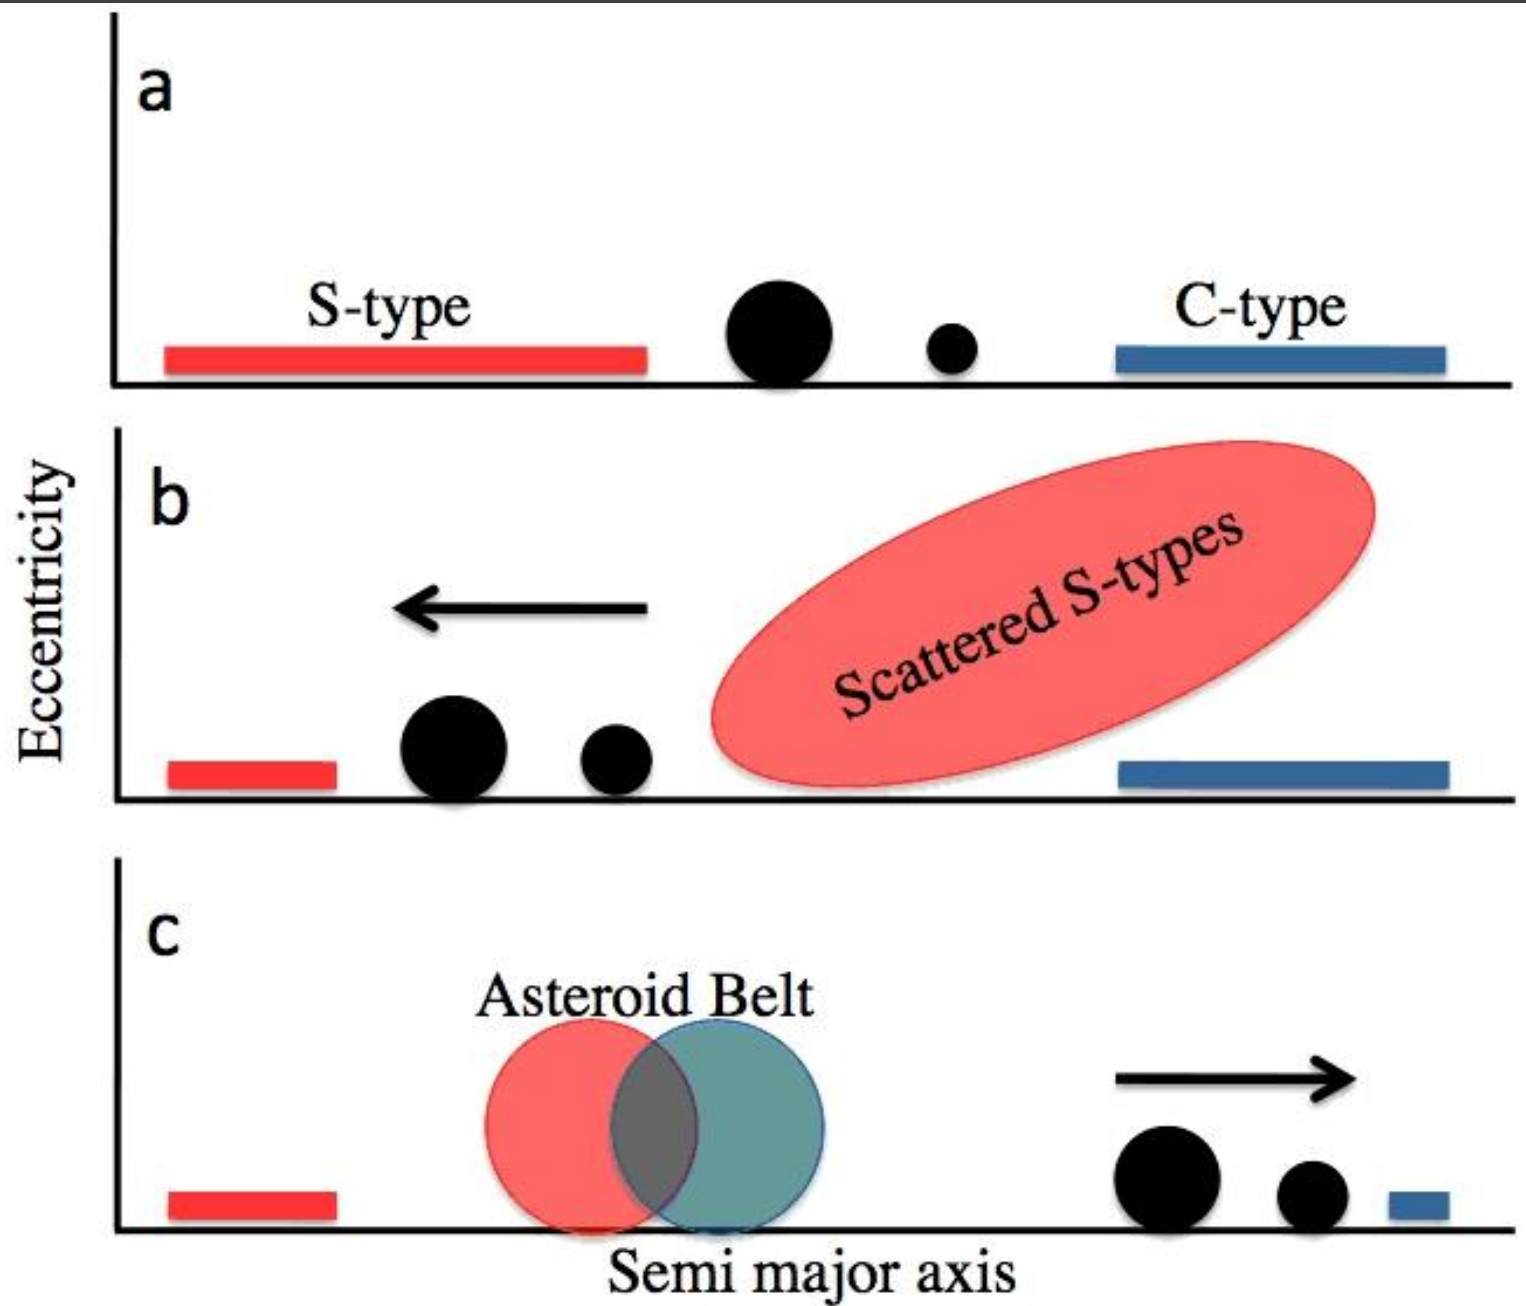 a
S-type
C-type
Eccentricity
b
Scattered S-types
c
Asteroid Belt
Semi major axis